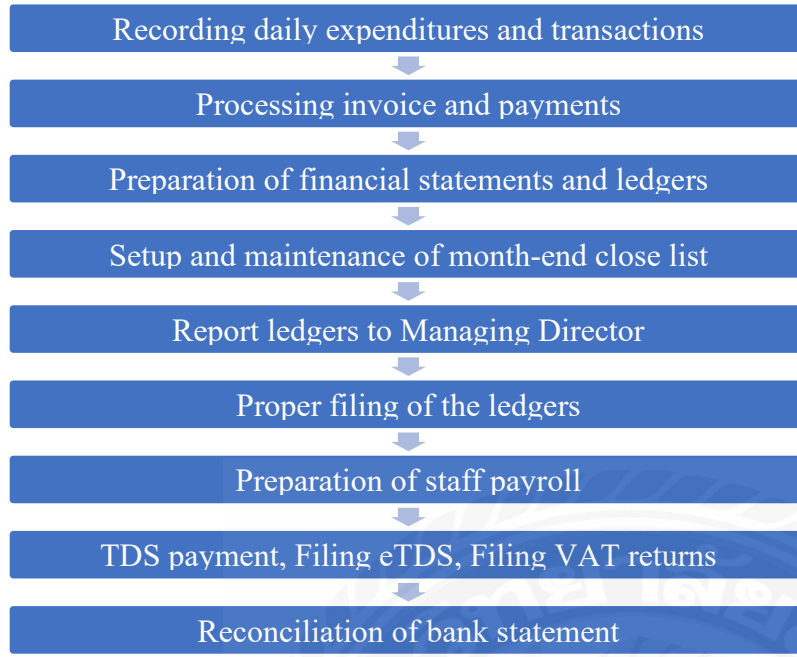 Recording daily expenditures and transactions
Processing invoice and payments
Preparation of financial statements and ledgers
Setup and maintenance of month-end close list
Report ledgers to Managing Director
Proper filing of the ledgers
Preparation of staff payroll
TDS payment, Filing eTDS, Filing VAT returns
Reconciliation of bank statement